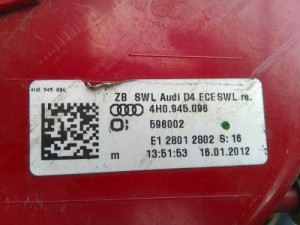 4H0 945 096
ZB SWL Audi D4 ECE SWL re.
4H0.945.096
596002
E1 2801 2802 S: 16
m 13:51:53 16.01.2012